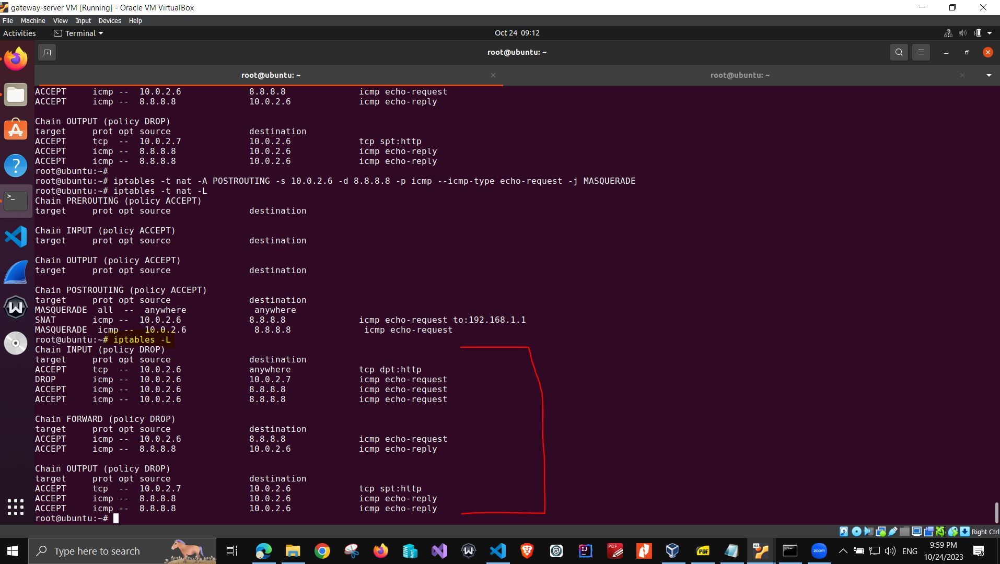 gateway-server VM [Running] - Oracle VM VirtualBox
File Machine View Input Devices Help
Activities Terminal Oct 24 09:12
root@ubuntu: ~
root@ubuntu: ~ root@ubuntu: ~
ACCEPT icmp -- 10.0.2.6 8.8.8.8 icmp echo-request
ACCEPT icmp -- 8.8.8.8 10.0.2.6 icmp echo-reply
Chain OUTPUT (policy DROP)
target prot opt source destination
ACCEPT tcp -- 10.0.2.7 10.0.2.6 tcp spt:http
ACCEPT icmp -- 8.8.8.8 10.0.2.6 icmp echo-reply
ACCEPT icmp -- 8.8.8.8 10.0.2.6 icmp echo-reply
root@ubuntu:~#
root@ubuntu:~# iptables -t nat -A POSTROUTING -s 10.0.2.6 -d 8.8.8.8 -p icmp --icmp-type echo-request -j MASQUERADE
root@ubuntu:~# iptables -t nat -L
Chain PREROUTING (policy ACCEPT)
target prot opt source destination
Chain INPUT (policy ACCEPT)
target prot opt source destination
Chain OUTPUT (policy ACCEPT)
target prot opt source destination
Chain POSTROUTING (policy ACCEPT)
target prot opt source destination
MASQUERADE all -- anywhere anywhere
SNAT icmp -- 10.0.2.6 8.8.8.8 icmp echo-request to:192.168.1.1
MASQUERADE icmp -- 10.0.2.6 8.8.8.8 icmp echo-request
root@ubuntu:~# iptables -L
Chain INPUT (policy DROP)
target prot opt source destination
ACCEPT tcp -- 10.0.2.6 anywhere tcp dpt:http
DROP icmp -- 10.0.2.6 10.0.2.7 icmp echo-request
ACCEPT icmp -- 10.0.2.6 8.8.8.8 icmp echo-request
ACCEPT icmp -- 10.0.2.6 8.8.8.8 icmp echo-request
Chain FORWARD (policy DROP)
target prot opt source destination
ACCEPT icmp -- 10.0.2.6 8.8.8.8 icmp echo-request
ACCEPT icmp -- 8.8.8.8 10.0.2.6 icmp echo-reply
Chain OUTPUT (policy DROP)
target prot opt source destination
ACCEPT tcp -- 10.0.2.7 10.0.2.6 tcp spt:http
ACCEPT icmp -- 8.8.8.8 10.0.2.6 icmp echo-reply
ACCEPT icmp -- 8.8.8.8 10.0.2.6 icmp echo-reply
root@ubuntu:~#
Right Ctrl
Type here to search
PDF
PDF
zoom
ENG
9:59 PM
10/24/2023